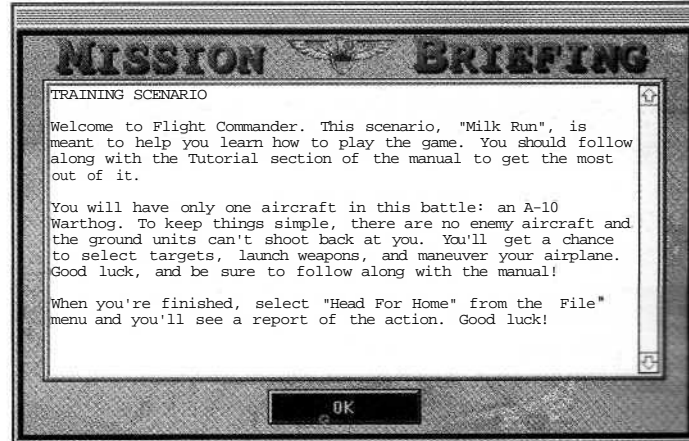 MISSION BRIEFING
TRAINING SCENARIO
Welcome to Flight Commander. This scenario, "Milk Run", is
meant to help you learn how to play the game. You should follow
along with the Tutorial section of the manual to get the most
out of it.
You will have only one aircraft in this battle: an A-10
Warthog. To keep things simple, there are no enemy aircraft and
the ground units can't shoot back at you. You'll get a chance
to select targets, launch weapons, and maneuver your airplane.
Good luck, and be sure to follow along with the manual!
When you're finished, select "Head For Home" from the File"
menu and you'll see a report of the action. Good luck!
OK